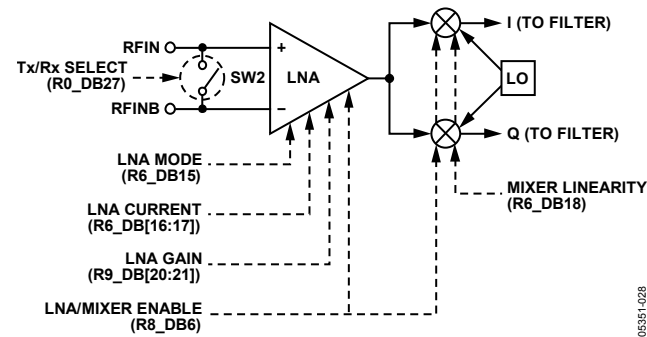 RFIN
Tx/Rx SELECT
(R0_DB27)
SW2
RFINB
+
LNA
–
I (TO FILTER)
LO
Q (TO FILTER)
LNA MODE
(R6_DB15)
MIXER LINEARITY
(R6_DB18)
LNA CURRENT
(R6_DB[16:17])
LNA GAIN
(R9_DB[20:21])
LNA/MIXER ENABLE
(R8_DB6)
05351-028